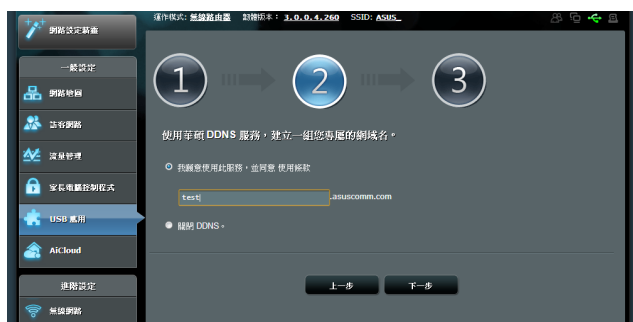 運作模式: 無線路由器 韌體版本: 3.0.0.4.260 SSID: ASUS_
網路設定精靈
一般設定
網路地圖
訪客網路
流量管理
家長電腦控制程式
USB 應用
AiCloud
進階設定
無線網路
1 2 3
使用華碩 DDNS 服務，建立一組您專屬的網域名。
我願意使用此服務，並同意 使用條款
test .asuscomm.com
關閉 DDNS。
上一步 下一步